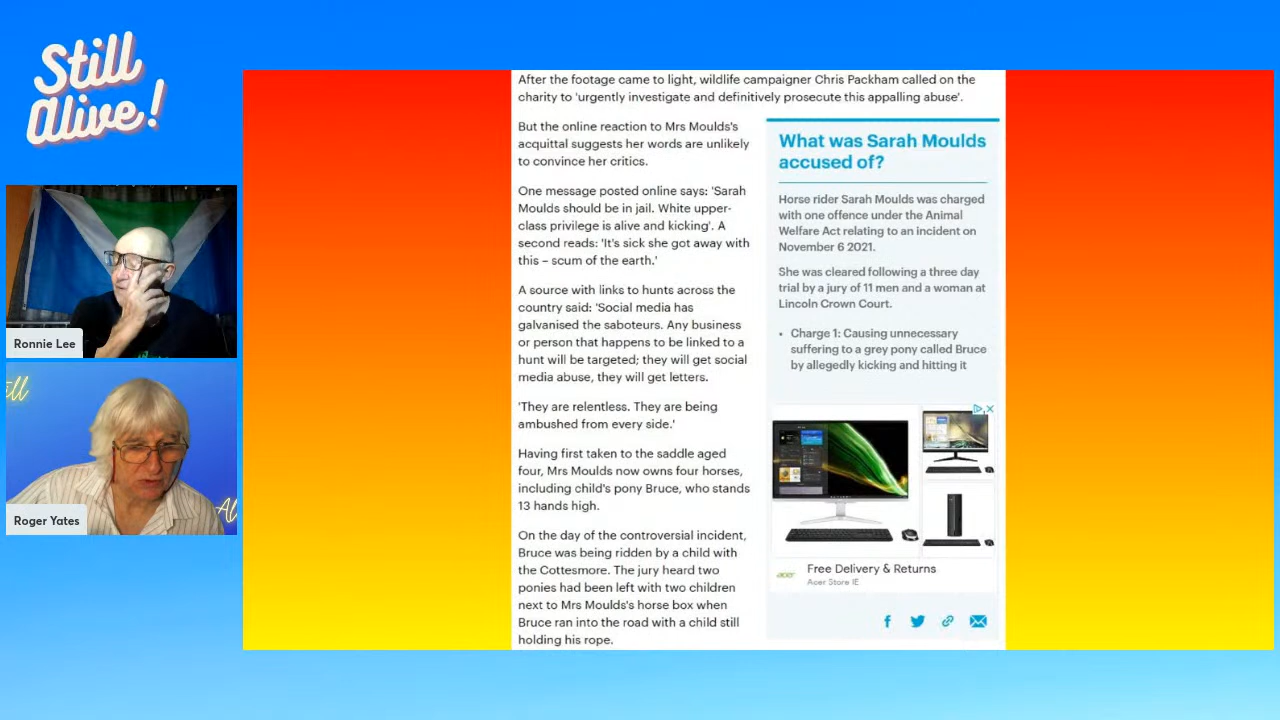 Still
Alive!
After the footage came to light, wildlife campaigner Chris Packham called on the
charity to 'urgently investigate and definitively prosecute this appalling abuse'.
But the online reaction to Mrs Moulds's
acquittal suggests her words are unlikely
to convince her critics.
One message posted online says: 'Sarah
Moulds should be in jail. White upper-
class privilege is alive and kicking'. A
second reads: 'It's sick she got away with
this – scum of the earth.'
A source with links to hunts across the
country said: 'Social media has
galvanised the saboteurs. Any business
or person that happens to be linked to a
hunt will be targeted; they will get social
media abuse, they will get letters.
'They are relentless. They are being
ambushed from every side.'
Having first taken to the saddle aged
four, Mrs Moulds now owns four horses,
including child's pony Bruce, who stands
13 hands high.
On the day of the controversial incident,
Bruce was being ridden by a child with
the Cottesmore. The jury heard two
ponies had been left with two children
next to Mrs Moulds's horse box when
Bruce ran into the road with a child still
holding his rope.
What was Sarah Moulds
accused of?
Horse rider Sarah Moulds was charged
with one offence under the Animal
Welfare Act relating to an incident on
November 6 2021.
She was cleared following a three day
trial by a jury of 11 men and a woman at
Lincoln Crown Court.
• Charge 1: Causing unnecessary
suffering to a grey pony called Bruce
by allegedly kicking and hitting it
acer
Free Delivery & Returns
Acer Store IE
Ronnie Lee
ill
Al
Roger Yates